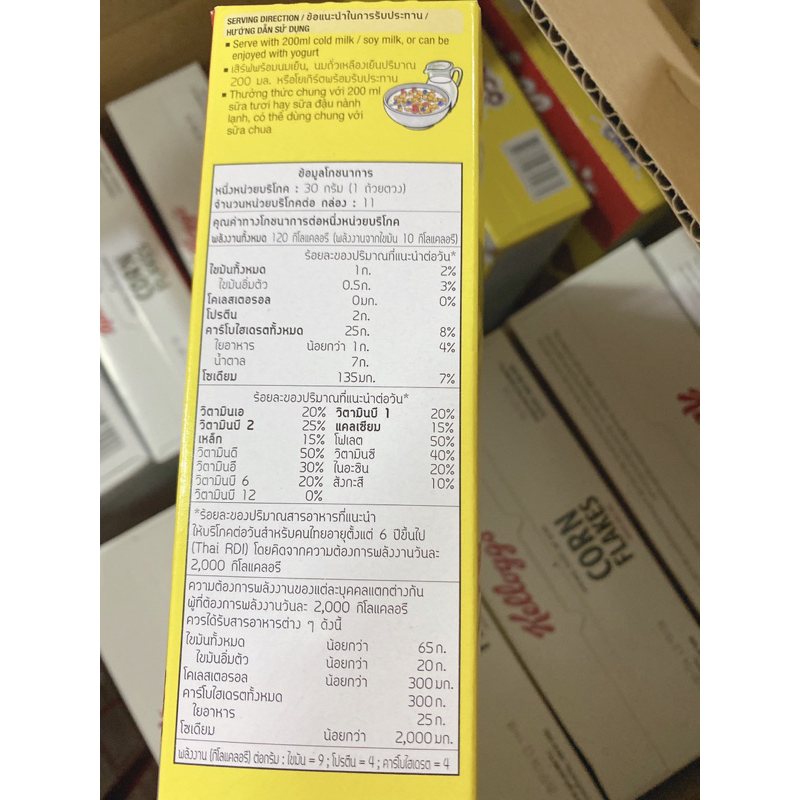 SERVING DIRECTION / ข้อแนะนำในการรับประทาน /
HƯỚNG DẪN SỬ DỤNG
▪ Serve with 200ml cold milk / soy milk, or can be
enjoyed with yogurt
▪ เสิร์ฟพร้อมนมเย็น, นมถั่วเหลืองเย็นปริมาณ
200 มล. หรือโยเกิร์ตพร้อมรับประทาน
▪ Thưởng thức chung với 200 ml
sữa tươi hay sữa đậu nành
lạnh, có thể dùng chung với
sữa chua
ข้อมูลโภชนาการ
หนึ่งหน่วยบริโภค : 30 กรัม (1 ถ้วยตวง)
จำนวนหน่วยบริโภคต่อ กล่อง : 11
คุณค่าทางโภชนาการต่อหนึ่งหน่วยบริโภค
พลังงานทั้งหมด 120 กิโลแคลอรี (พลังงานจากไขมัน 10 กิโลแคลอรี)
ร้อยละของปริมาณที่แนะนำต่อวัน*
ไขมันทั้งหมด 1ก. 2%
ไขมันอิ่มตัว 0.5ก. 3%
โคเลสเตอรอล 0มก. 0%
โปรตีน 2ก.
คาร์โบไฮเดรตทั้งหมด 25ก. 8%
ใยอาหาร น้อยกว่า 1ก. 4%
น้ำตาล 7ก.
โซเดียม 135มก. 7%
ร้อยละของปริมาณที่แนะนำต่อวัน*
วิตามินเอ 20% วิตามินบี 1 20%
วิตามินบี 2 25% แคลเซียม 15%
เหล็ก 15% โฟเลต 50%
วิตามินดี 50% วิตามินซี 40%
วิตามินอี 30% ไนอะซิน 20%
วิตามินบี 6 20% สังกะสี 10%
วิตามินบี 12 0%
*ร้อยละของปริมาณสารอาหารที่แนะนำ
ให้บริโภคต่อวันสำหรับคนไทยอายุตั้งแต่ 6 ปีขึ้นไป
(Thai RDI) โดยคิดจากความต้องการพลังงานวันละ
2,000 กิโลแคลอรี
ความต้องการพลังงานของแต่ละบุคคลแตกต่างกัน
ผู้ที่ต้องการพลังงานวันละ 2,000 กิโลแคลอรี
ควรได้รับสารอาหารต่าง ๆ ดังนี้
ไขมันทั้งหมด น้อยกว่า 65ก.
ไขมันอิ่มตัว น้อยกว่า 20ก.
โคเลสเตอรอล น้อยกว่า 300มก.
คาร์โบไฮเดรตทั้งหมด 300ก.
ใยอาหาร 25ก.
โซเดียม น้อยกว่า 2,000มก.
พลังงาน (กิโลแคลอรี) ต่อกรัม : ไขมัน = 9 ; โปรตีน = 4 ; คาร์โบไฮเดรต = 4
CORN
FLAKES
Kellogg
CORN
FLAKES
Kelloggs